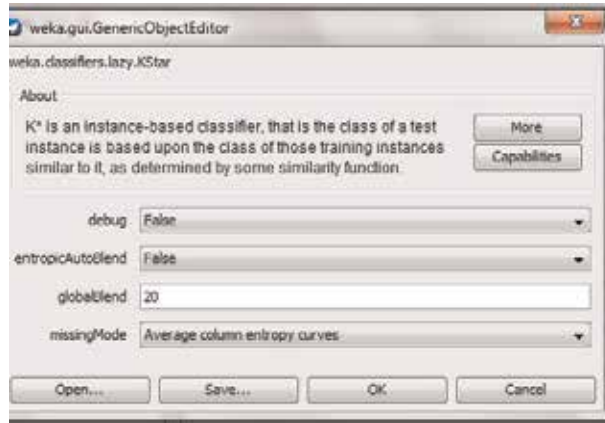 weka.gui.GenericObjectEditor
weka.classifiers.lazy.KStar
About
K* is an instance-based classifier, that is the class of a test
instance is based upon the class of those training instances
similar to it, as determined by some similarity function.
More
Capabilities
debug False
entropicAutoBlend False
globalBlend 20
missingMode Average column entropy curves
Open... Save... OK Cancel